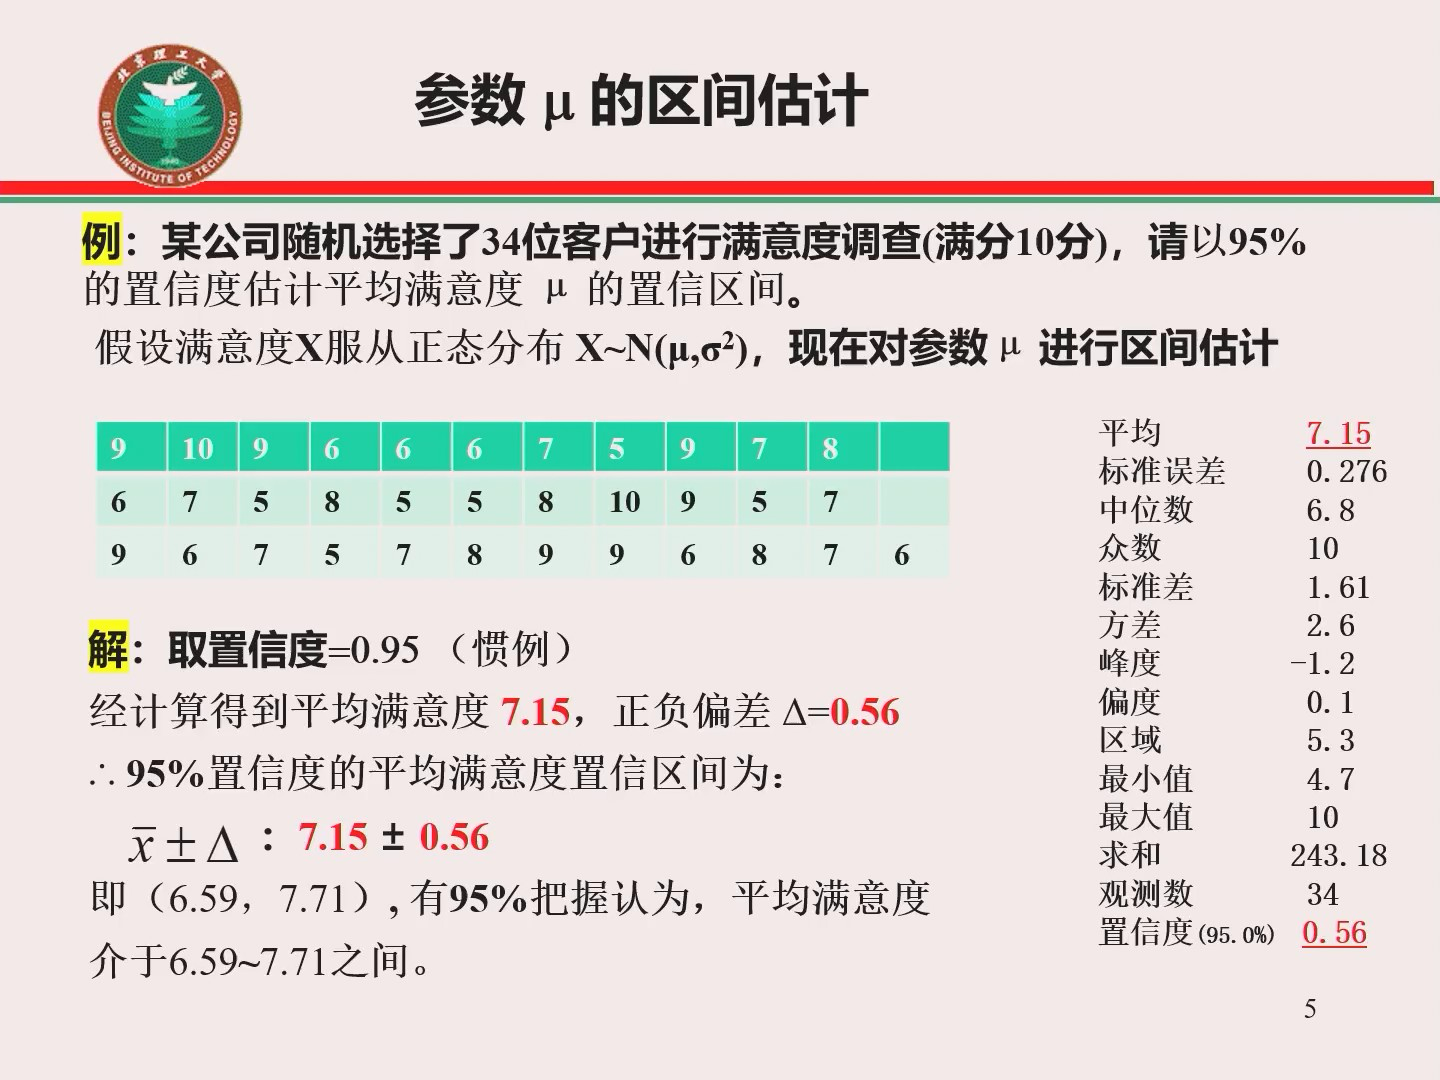 北京理工大学
BEIJING INSTITUTE OF TECHNOLOGY
1940
参数 μ 的区间估计
例：某公司随机选择了34位客户进行满意度调查(满分10分)，请以95%
的置信度估计平均满意度 μ 的置信区间。
假设满意度X服从正态分布 X~N(μ,σ²)，现在对参数 μ 进行区间估计
9 10 9 6 6 6 7 5 9 7 8
6 7 5 8 5 5 8 10 9 5 7
9 6 7 5 7 8 9 9 6 8 7 6
解：取置信度=0.95 （惯例）
经计算得到平均满意度 7.15，正负偏差 Δ=0.56
∴ 95%置信度的平均满意度置信区间为：
x̅ ± Δ ：7.15 ± 0.56
即（6.59，7.71）, 有95%把握认为，平均满意度
介于6.59~7.71之间。
平均 7.15
标准误差 0.276
中位数 6.8
众数 10
标准差 1.61
方差 2.6
峰度 -1.2
偏度 0.1
区域 5.3
最小值 4.7
最大值 10
求和 243.18
观测数 34
置信度(95.0%) 0.56
5